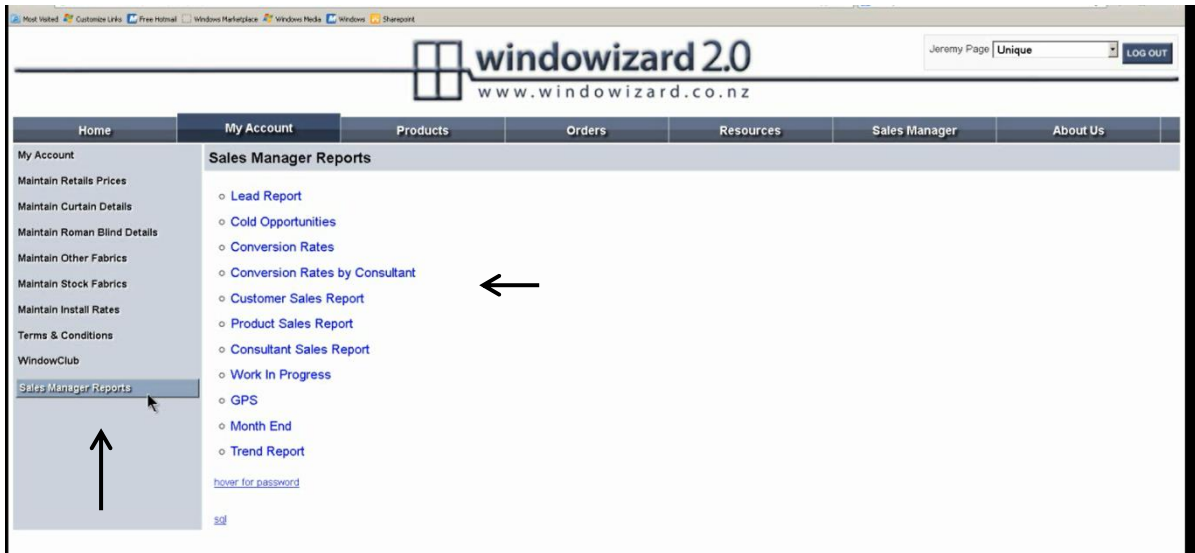 Most Visited Customize Links Free Hotmail Windows Marketplace Windows Media Windows Sharepoint
windowizard 2.0
www.windowizard.co.nz
Jeremy Page Unique LOG OUT
Home My Account Products Orders Resources Sales Manager About Us
My Account
Maintain Retails Prices
Maintain Curtain Details
Maintain Roman Blind Details
Maintain Other Fabrics
Maintain Stock Fabrics
Maintain Install Rates
Terms & Conditions
WindowClub
Sales Manager Reports
Sales Manager Reports
Lead Report
Cold Opportunities
Conversion Rates
Conversion Rates by Consultant
Customer Sales Report
Product Sales Report
Consultant Sales Report
Work In Progress
GPS
Month End
Trend Report
hover for password
sql